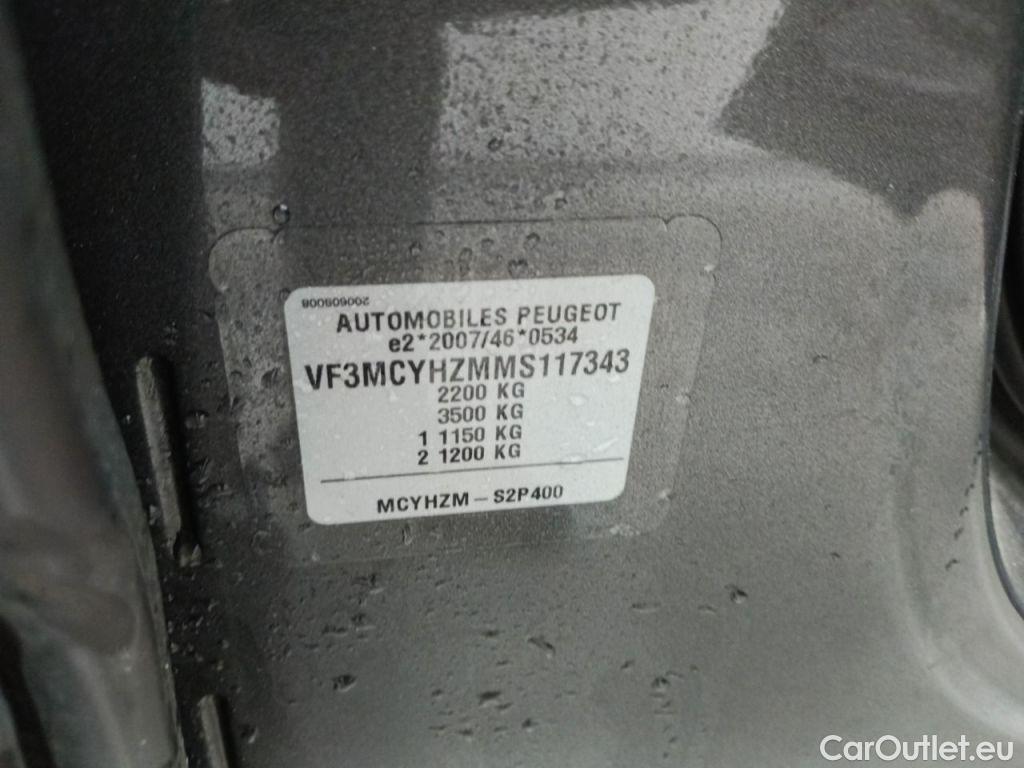 200609008
AUTOMOBILES PEUGEOT
e2*2007/46*0534
VF3MCYHZMMS117343
2200 KG
3500 KG
1 1150 KG
2 1200 KG
MCYHZM - S2P400
CarOutlet.eu